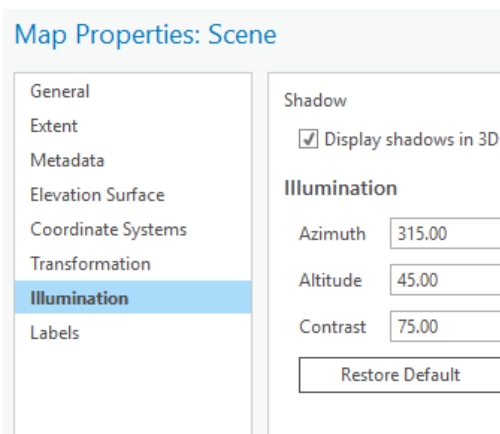 Map Properties: Scene
General
Extent
Metadata
Elevation Surface
Coordinate Systems
Transformation
Illumination
Labels
Shadow
Display shadows in 3D
Illumination
Azimuth 315.00
Altitude 45.00
Contrast 75.00
Restore Default